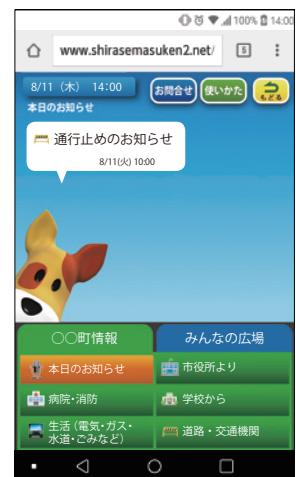 100% 14:00
www.shirasemasuken2.net/ 5
8/11（木） 14:00
お問合せ 使いかた もどる
本日のお知らせ
通行止めのお知らせ
8/11(火) 10:00
○○町情報 みんなの広場
本日のお知らせ 市役所より
病院・消防 学校から
生活（電気・ガス・
水道・ごみなど） 道路・交通機関